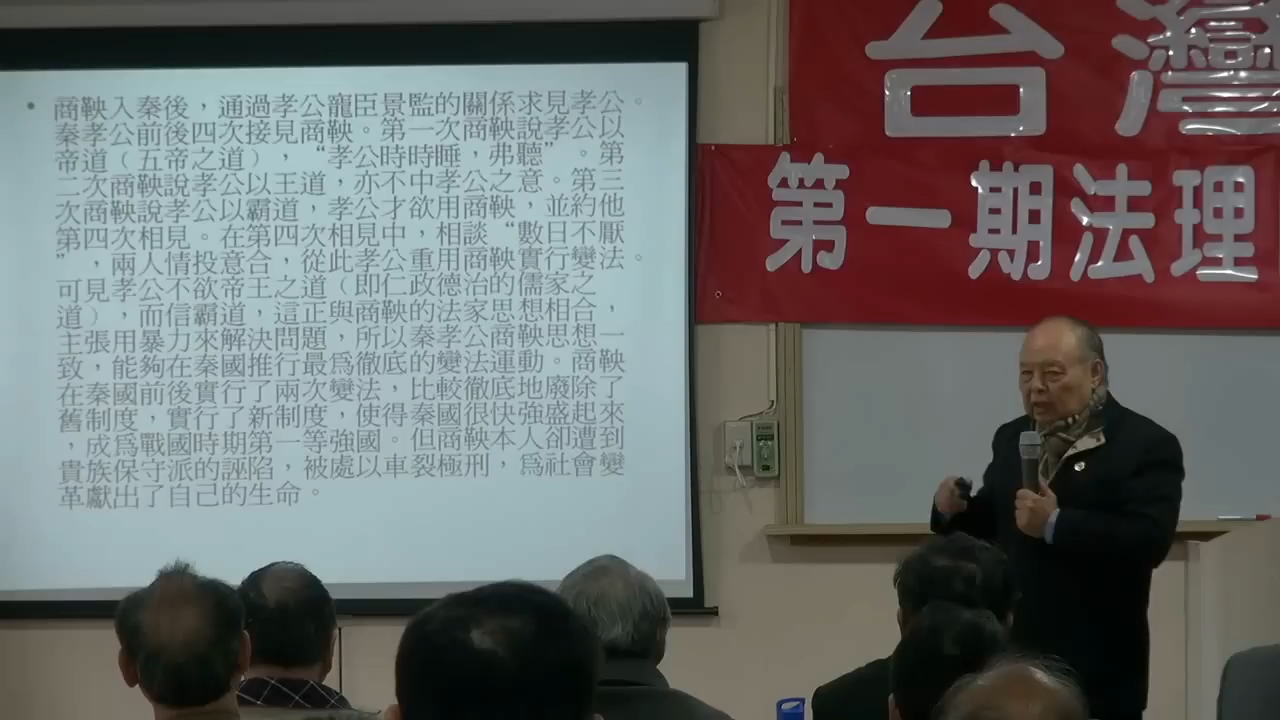 • 商鞅入秦後，通過孝公寵臣景監的關係求見孝公。
秦孝公前後四次接見商鞅。第一次商鞅說孝公以
帝道（五帝之道），“孝公時時睡，弗聽”。第
二次商鞅說孝公以王道，亦不中孝公之意。第三
次商鞅說孝公以霸道，孝公才欲用商鞅，並約他
第四次相見。在第四次相見中，相談“數日不厭
”，兩人情投意合，從此孝公重用商鞅實行變法。
可見孝公不欲帝王之道（即仁政德治的儒家之
道），而信霸道，這正與商鞅的法家思想相合，
主張用暴力來解決問題，所以秦孝公商鞅思想一
致，能夠在秦國推行最爲徹底的變法運動。商鞅
在秦國前後實行了兩次變法，比較徹底地廢除了
舊制度，實行了新制度，使得秦國很快強盛起來
，成爲戰國時期第一等強國。但商鞅本人卻遭到
貴族保守派的誣陷，被處以車裂極刑，爲社會變
革獻出了自己的生命。
台灣
第一期法理